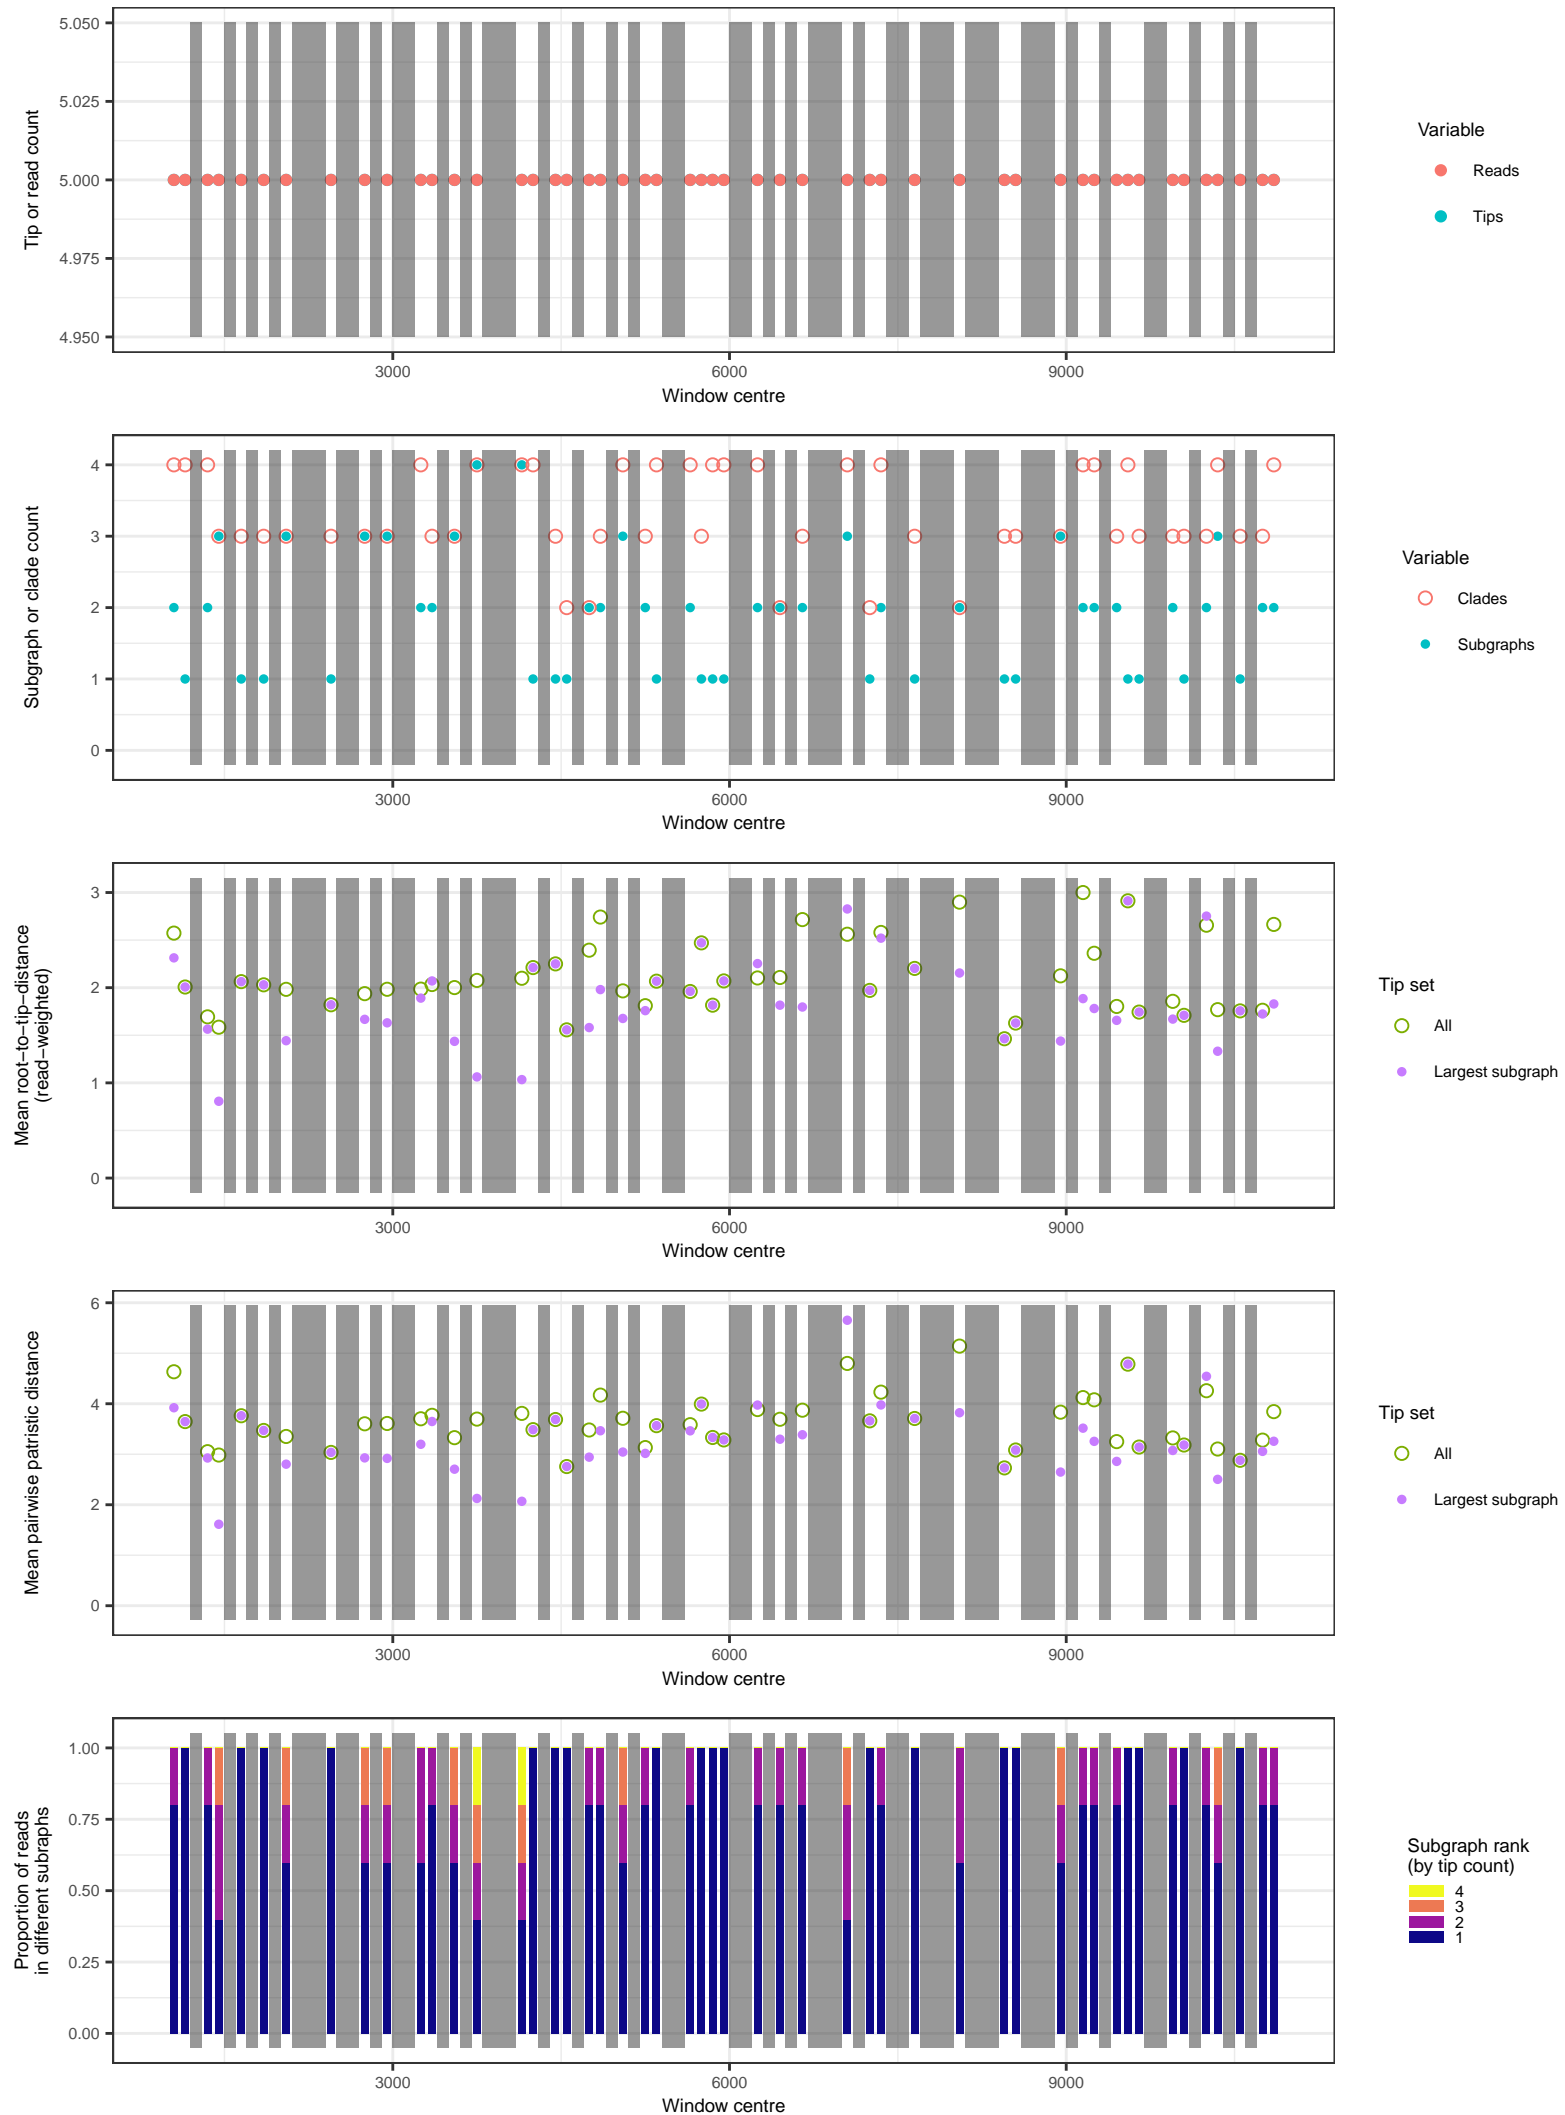 5.050
5.025
5.000
4.975
4.950
Tip or read count
3000 6000 9000
Window centre
Variable
Reads
Tips
4
3
2
1
0
Subgraph or clade count
3000 6000 9000
Window centre
Variable
Clades
Subgraphs
3
2
1
0
Mean root−to−tip−distance
(read−weighted)
3000 6000 9000
Window centre
Tip set
All
Largest subgraph
6
4
2
0
Mean pairwise patristic distance
3000 6000 9000
Window centre
Tip set
All
Largest subgraph
1.00
0.75
0.50
0.25
0.00
Proportion of reads
in different subraphs
3000 6000 9000
Window centre
Subgraph rank
(by tip count)
4
3
2
1